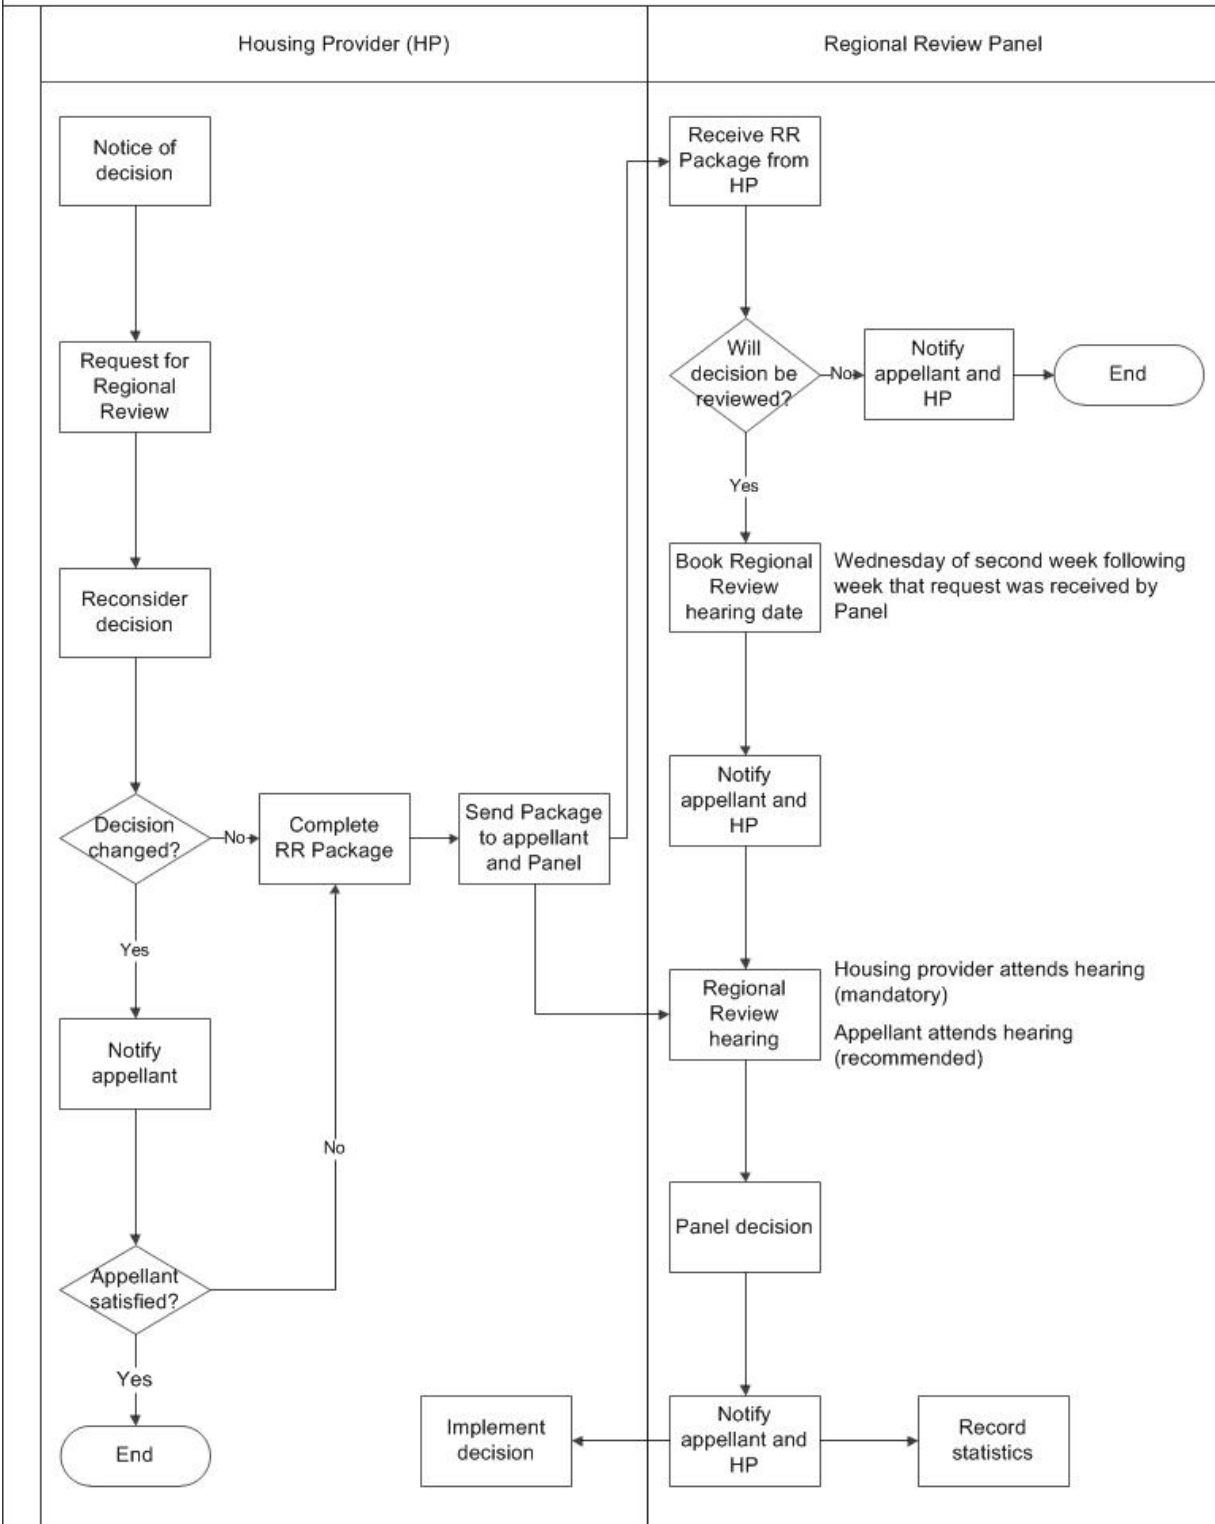 Housing Provider (HP)
Regional Review Panel
Notice of
decision
Request for
Regional
Review
Reconsider
decision
Decision
changed?
No
Complete
RR Package
Send Package
to appellant
and Panel
Yes
Notify
appellant
No
Appellant
satisfied?
Yes
End
Implement
decision
Receive RR
Package from
HP
Will
decision be
reviewed?
No
Notify
appellant and
HP
End
Yes
Book Regional
Review
hearing date
Wednesday of second week following
week that request was received by
Panel
Notify
appellant and
HP
Regional
Review
hearing
Housing provider attends hearing
(mandatory)
Appellant attends hearing
(recommended)
Panel decision
Notify
appellant and
HP
Record
statistics